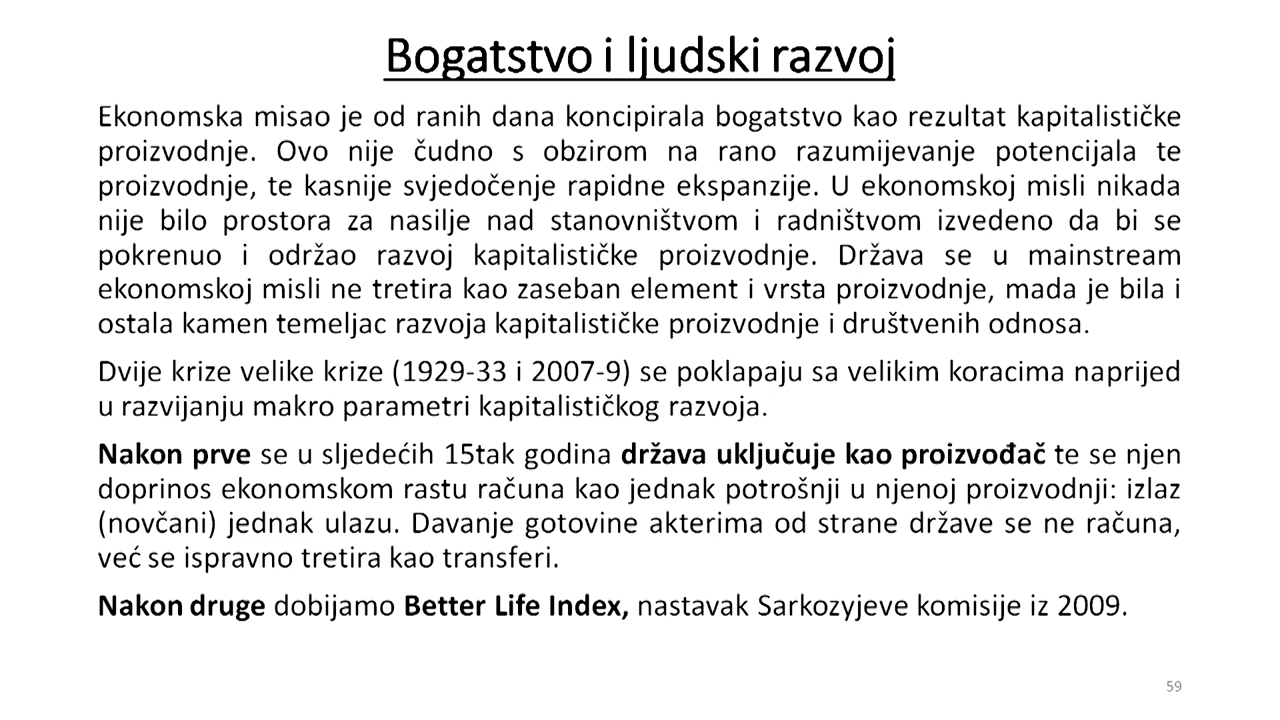 Bogatstvo i ljudski razvoj
Ekonomska misao je od ranih dana koncipirala bogatstvo kao rezultat kapitalističke
proizvodnje. Ovo nije čudno s obzirom na rano razumijevanje potencijala te
proizvodnje, te kasnije svjedočenje rapidne ekspanzije. U ekonomskoj misli nikada
nije bilo prostora za nasilje nad stanovništvom i radništvom izvedeno da bi se
pokrenuo i održao razvoj kapitalističke proizvodnje. Država se u mainstream
ekonomskoj misli ne tretira kao zaseban element i vrsta proizvodnje, mada je bila i
ostala kamen temeljac razvoja kapitalističke proizvodnje i društvenih odnosa.
Dvije krize velike krize (1929-33 i 2007-9) se poklapaju sa velikim koracima naprijed
u razvijanju makro parametri kapitalističkog razvoja.
Nakon prve se u sljedećih 15tak godina država uključuje kao proizvođač te se njen
doprinos ekonomskom rastu računa kao jednak potrošnji u njenoj proizvodnji: izlaz
(novčani) jednak ulazu. Davanje gotovine akterima od strane države se ne računa,
već se ispravno tretira kao transferi.
Nakon druge dobijamo Better Life Index, nastavak Sarkozyjeve komisije iz 2009.
59